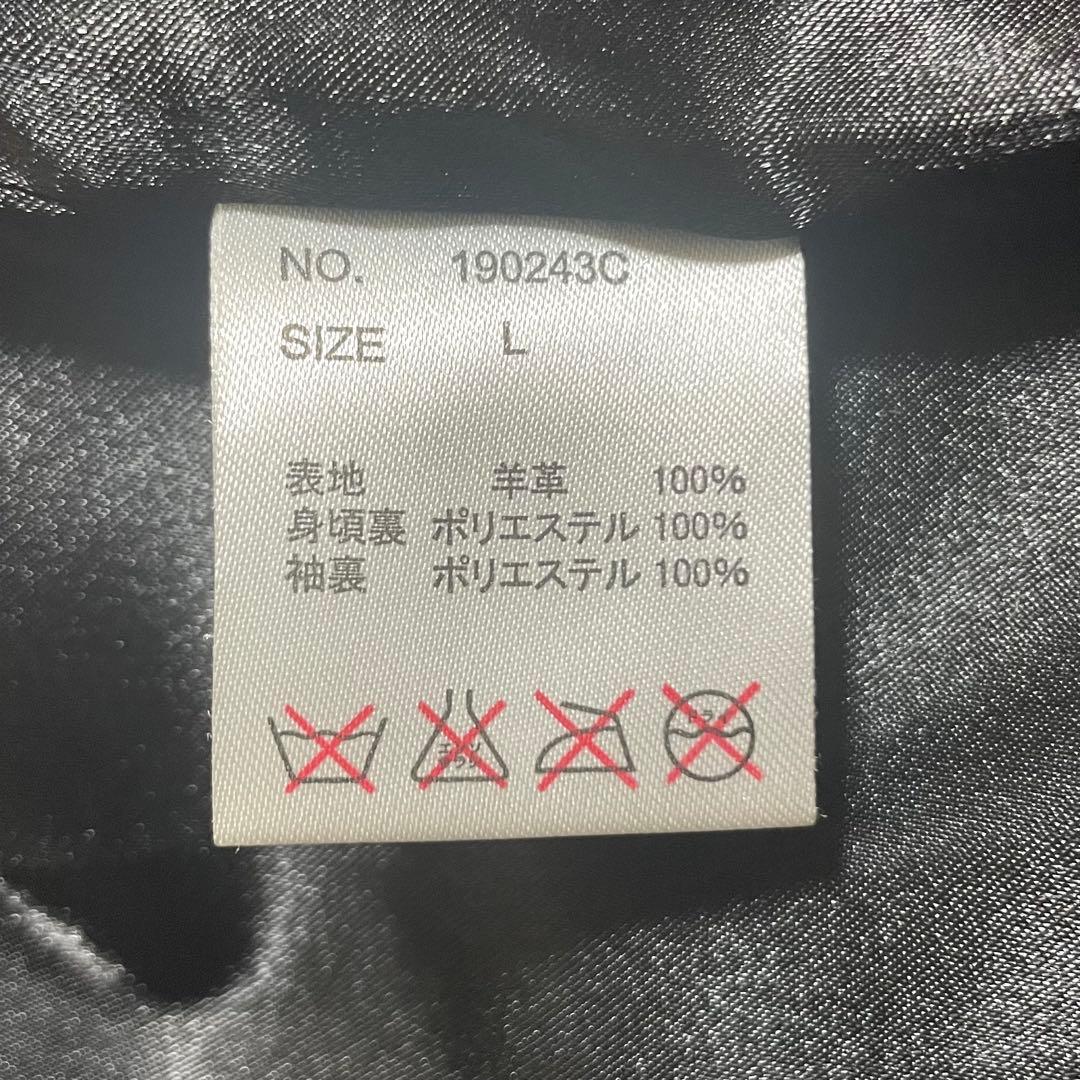 NO. 190243C
SIZE L
表地 羊革 100%
身頃裏 ポリエステル 100%
袖裏 ポリエステル 100%